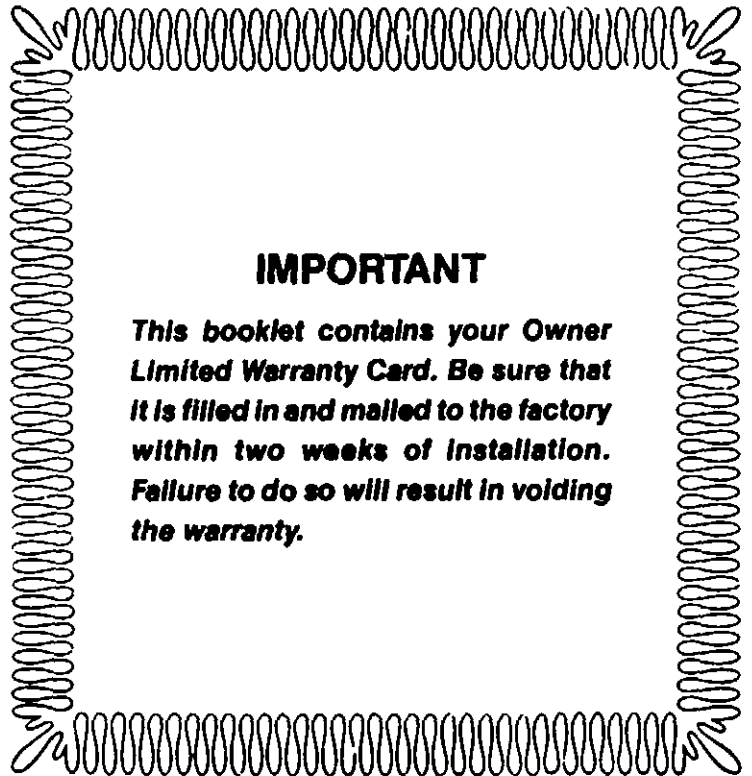 IMPORTANT
This booklet contains your Owner
Limited Warranty Card. Be sure that
it is filled in and mailed to the factory
within two weeks of installation.
Failure to do so will result in voiding
the warranty.